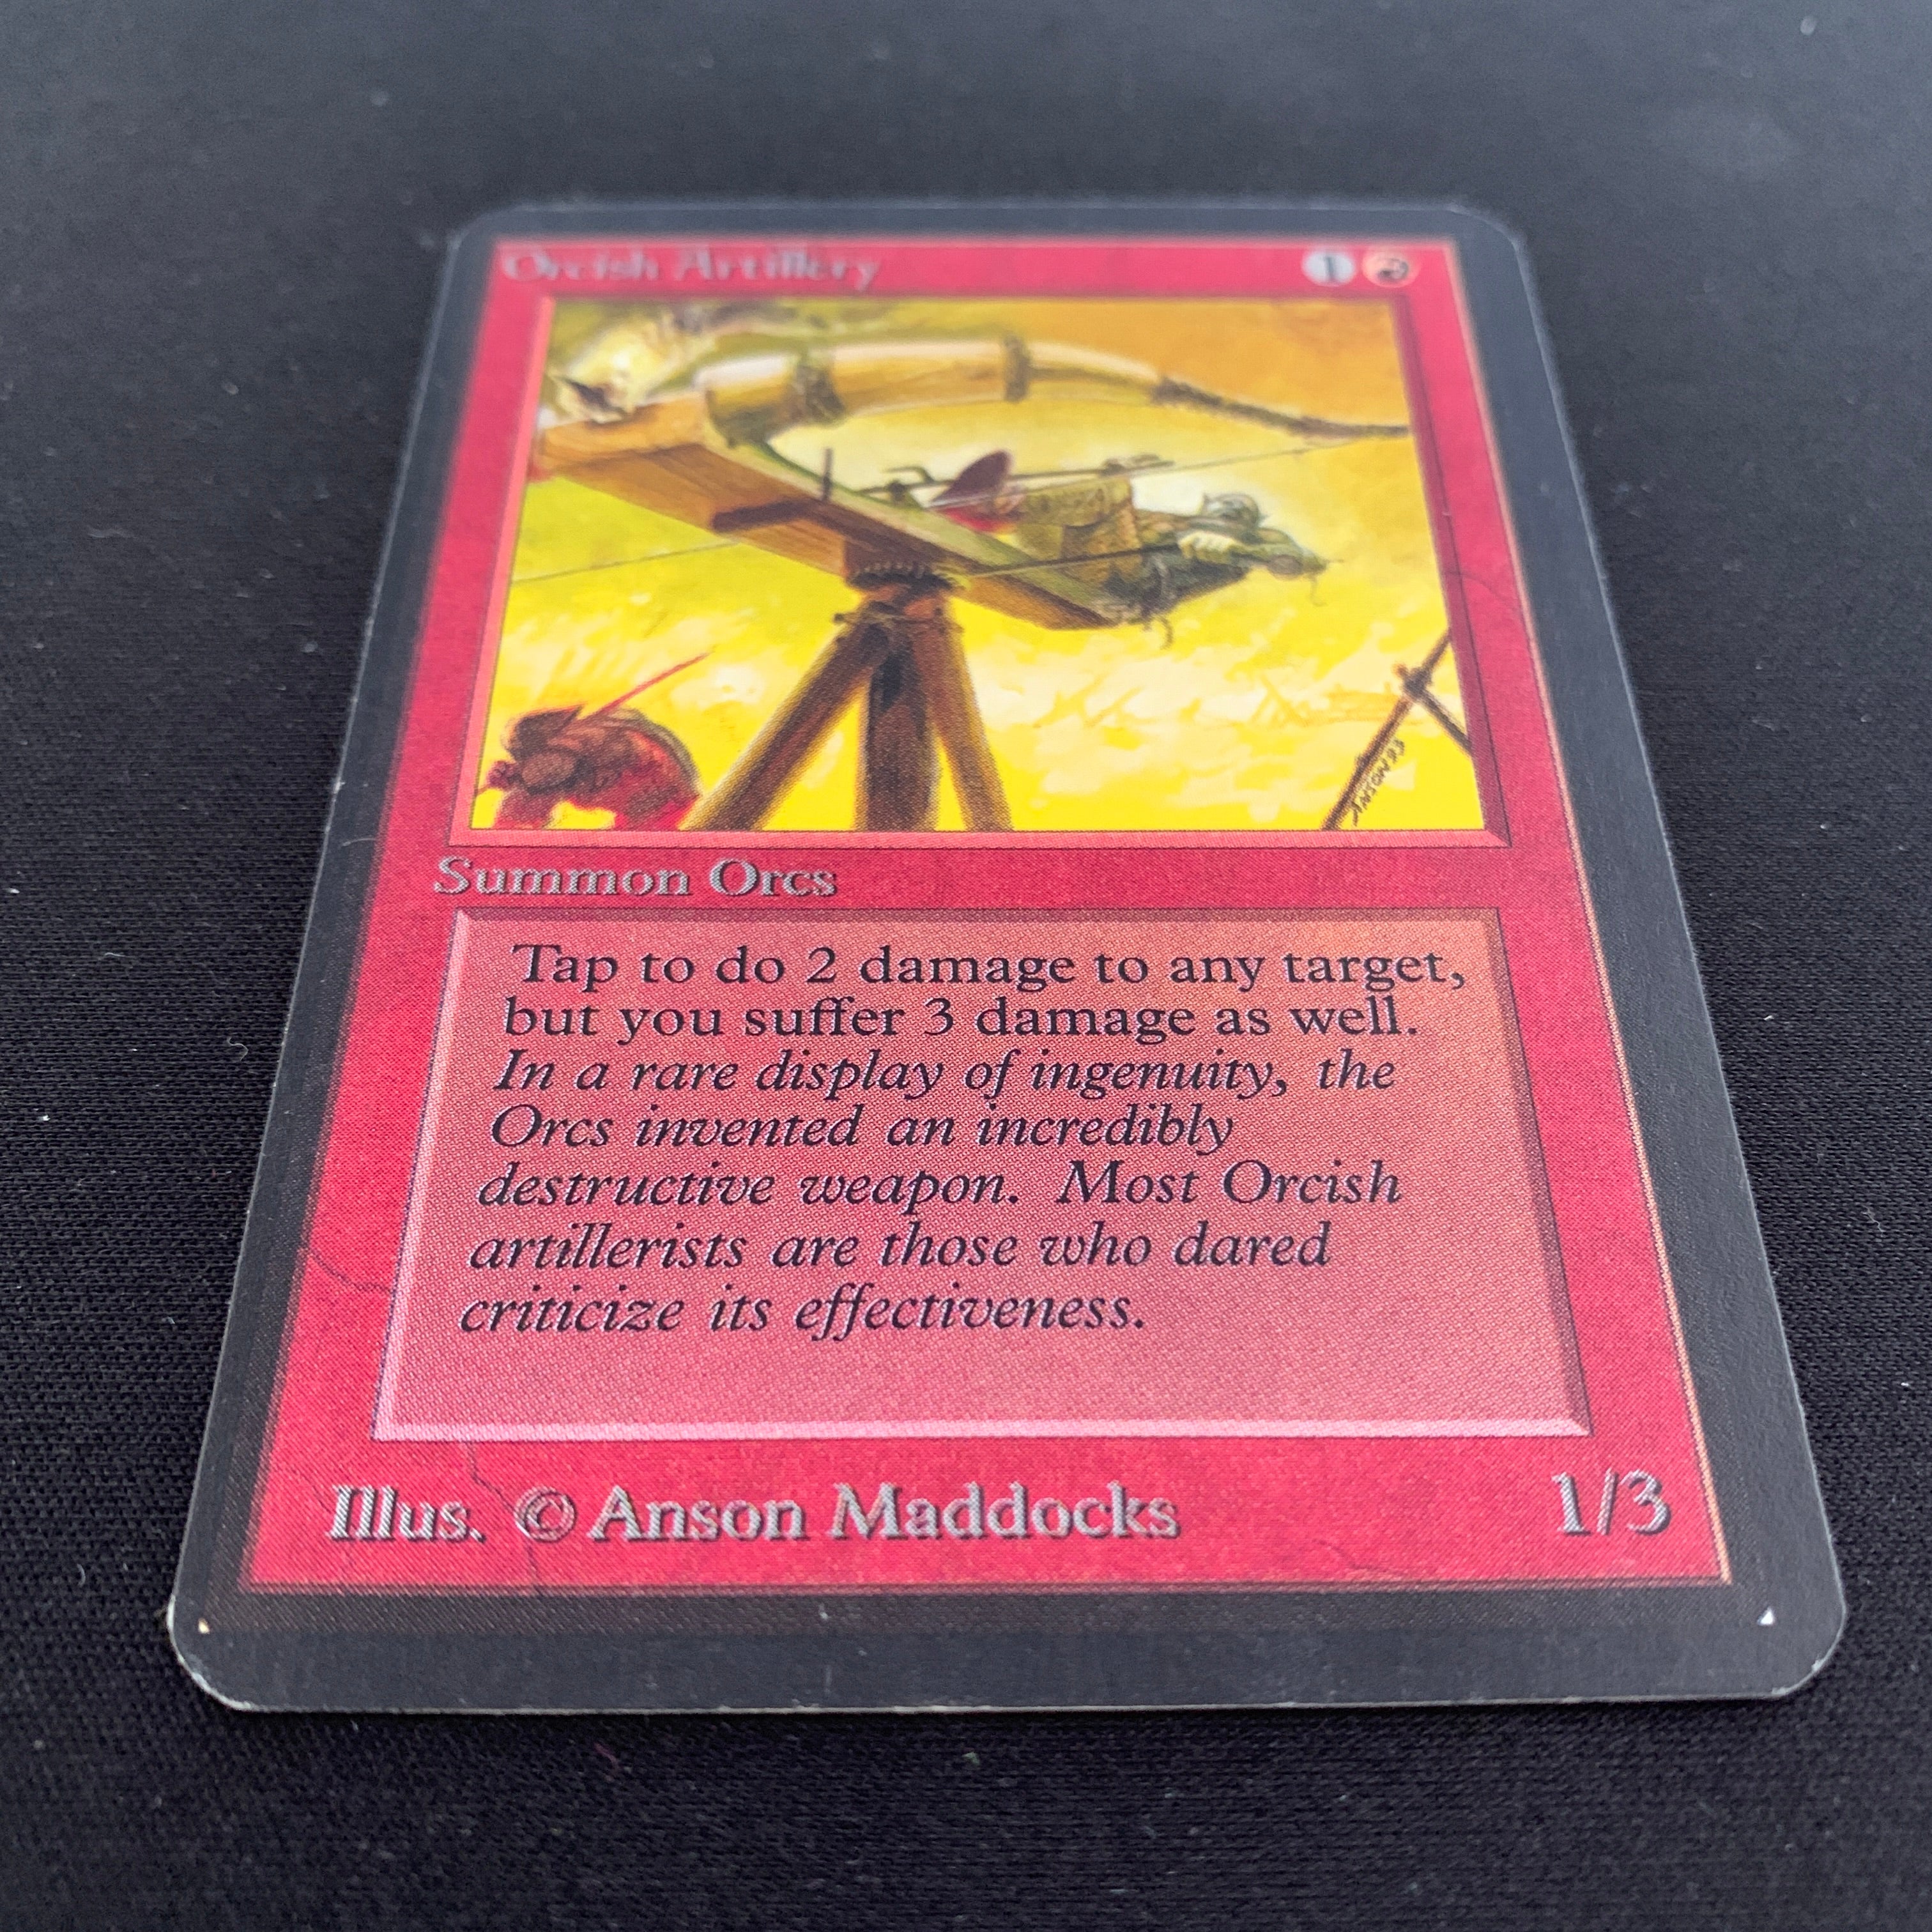 Orcish Artillery 1
ANSON93
Summon Orcs
Tap to do 2 damage to any target,
but you suffer 3 damage as well.
In a rare display of ingenuity, the
Orcs invented an incredibly
destructive weapon. Most Orcish
artillerists are those who dared
criticize its effectiveness.
Illus. © Anson Maddocks 1/3